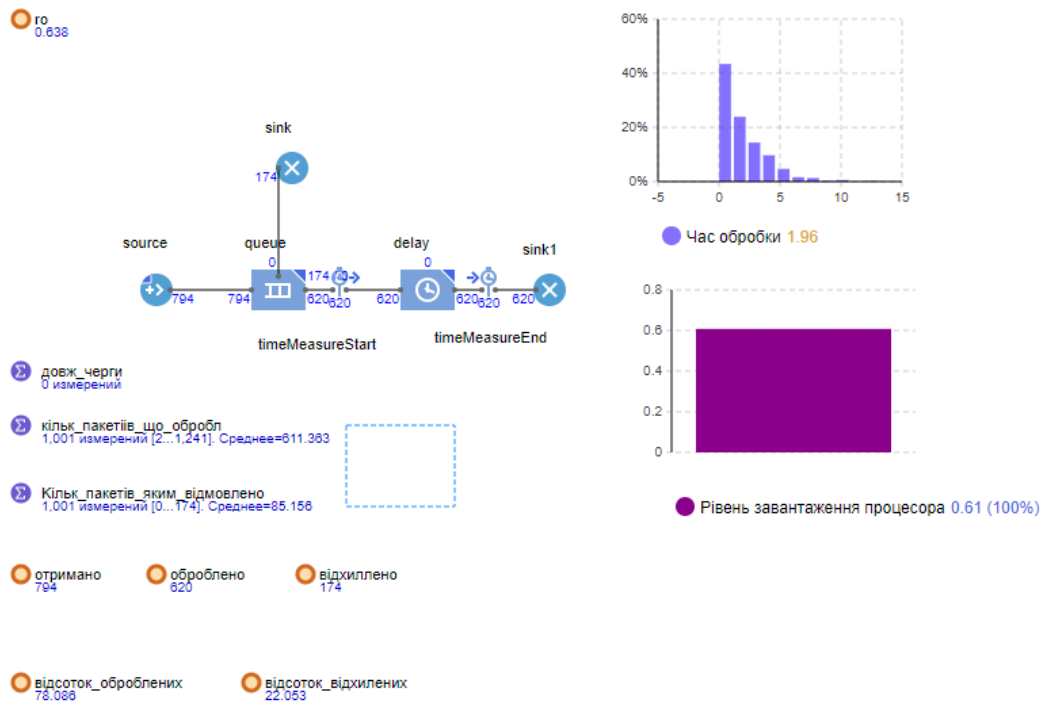 ro
0.638
60%
40%
20%
0%
-5
0
5
10
15
Час обробки 1.96
sink
174
source
queue
delay
sink1
0
174
0
0
794
794
620
620
620
620
620
620
timeMeasureStart
timeMeasureEnd
0.8
0.6
0.4
0.2
0
Рівень завантаження процесора 0.61 (100%)
довж_черги
0 измерений
кільк_пакетіів_що_обробл
1,001 измерений [2...1,241]. Среднее=611.363
Кільк_пакетів_яким_відмовлено
1,001 измерений [0...174]. Среднее=85.156
отримано
794
оброблено
620
відхиллено
174
відсоток_оброблених
78.086
відсоток_відхилених
22.053